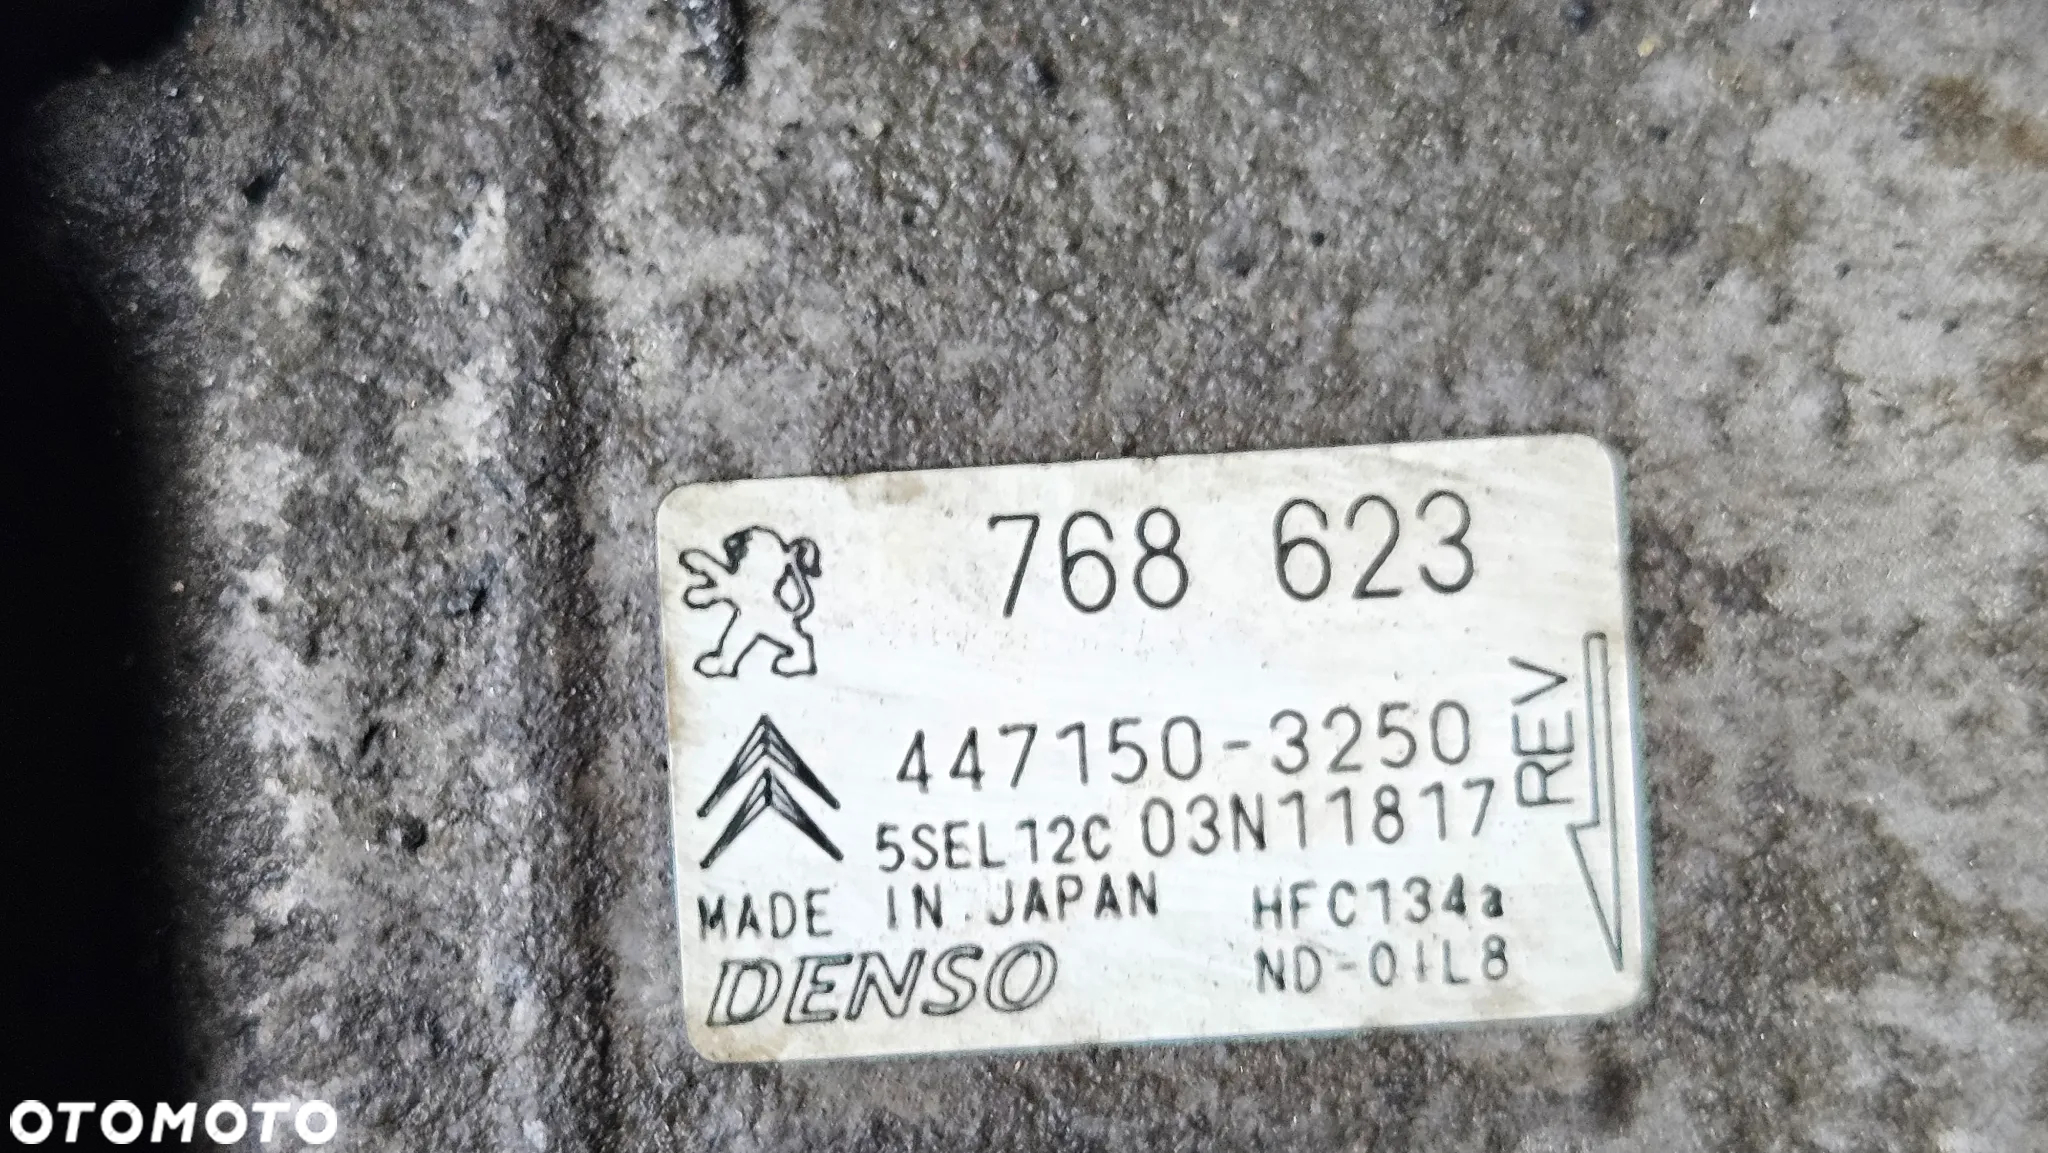 768 623
447150-3250
5SEL12C 03N11817
REV
MADE IN JAPAN HFC134a
DENSO ND-OIL8
OTOMOTO